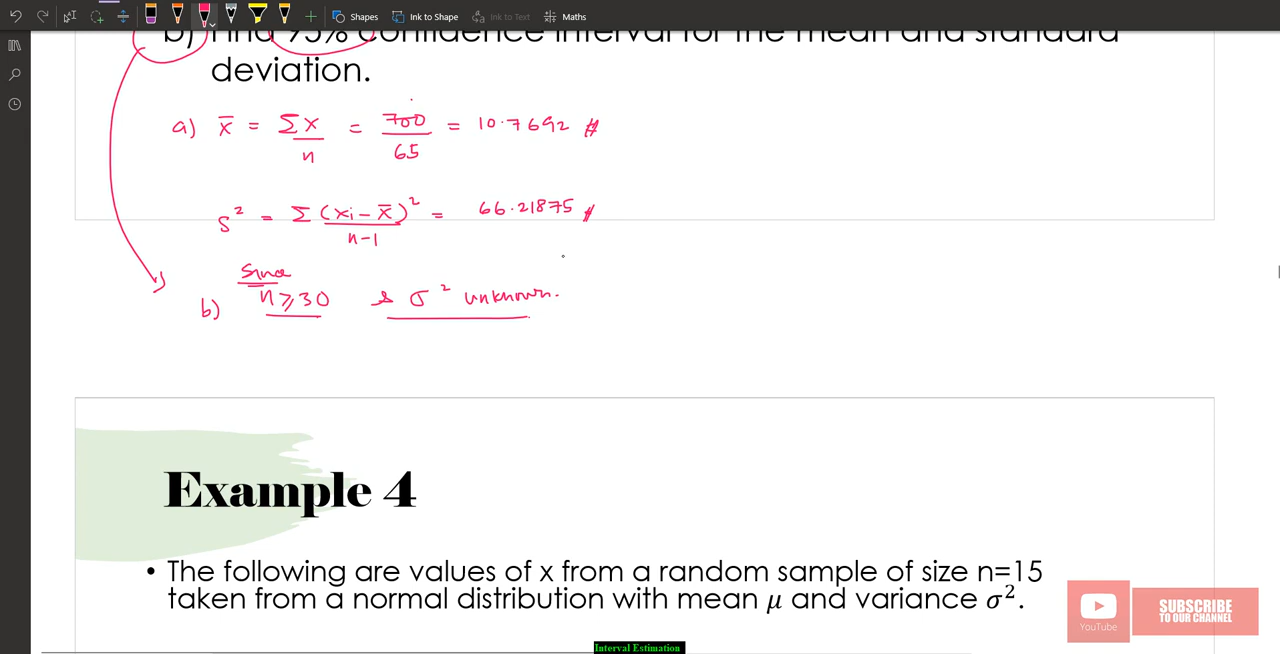 Shapes Ink to Shape Ink to Text Maths
b) Find 95% confidence interval for the mean and standard
deviation.
a) x̄ = Σx/n = 700/65 = 10.7692 #
s² = Σ(xi - x̄)²/n-1 = 66.21875 #
Since
b) n ≥ 30 & σ² unknown.
Example 4
• The following are values of x from a random sample of size n=15
taken from a normal distribution with mean μ and variance σ².
YouTube
SUBSCRIBE
TO OUR CHANNEL
Interval Estimation